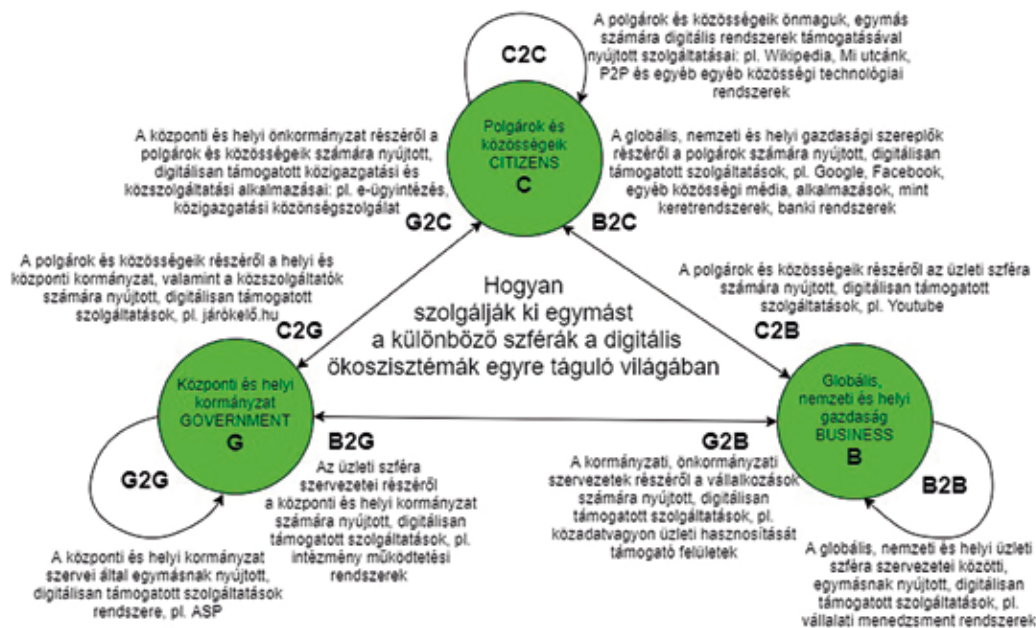 C2C
A polgárok és közösségeik önmaguk, egymás
számára digitális rendszerek támogatásával
nyújtott szolgáltatásai: pl. Wikipedia, Mi utcánk,
P2P és egyéb egyéb közösségi technológiai
rendszerek
A központi és helyi önkormányzat részéről a
polgárok és közösségeik számára nyújtott,
digitálisan támogatott közigazgatási és
közszolgáltatási alkalmazásai: pl. e-ügyintézés,
közigazgatási közönségszolgálat
G2C
Polgárok és
közösségeik
CITIZENS
C
A globális, nemzeti és helyi gazdasági szereplők
részéről a polgárok számára nyújtott, digitálisan
támogatott szolgáltatások, pl. Google, Facebook,
egyéb közösségi média, alkalmazások, mint
keretrendszerek, banki rendszerek
B2C
A polgárok és közösségeik részéről a helyi és
központi kormányzat, valamint a közszolgáltatók
számára nyújtott, digitálisan támogatott
szolgáltatások, pl. járókelő.hu
C2G
Hogyan
szolgálják ki egymást
a különböző szférák a digitális
ökoszisztémák egyre táguló világában
A polgárok és közösségeik részéről az üzleti szféra
számára nyújtott, digitálisan támogatott
szolgáltatások, pl. Youtube
C2B
Központi és helyi
kormányzat
GOVERNMENT
G
Globális,
nemzeti és helyi
gazdaság
BUSINESS
B
G2G
A központi és helyi kormányzat
szervei által egymásnak nyújtott,
digitálisan támogatott szolgáltatások
rendszere, pl. ASP
B2G
Az üzleti szféra
szervezetei részéről
a központi és helyi kormányzat
számára nyújtott, digitálisan
támogatott szolgáltatások, pl.
intézmény működtetési
rendszerek
G2B
A kormányzati, önkormányzati
szervezetek részéről a vállalkozások
számára nyújtott, digitálisan
támogatott szolgáltatások, pl.
közadatvagyon üzleti hasznosítását
támogató felületek
B2B
A globális, nemzeti és helyi üzleti
szféra szervezetei közötti,
egymásnak nyújtott, digitálisan
támogatott szolgáltatások, pl.
vállalati menedzsment rendszerek